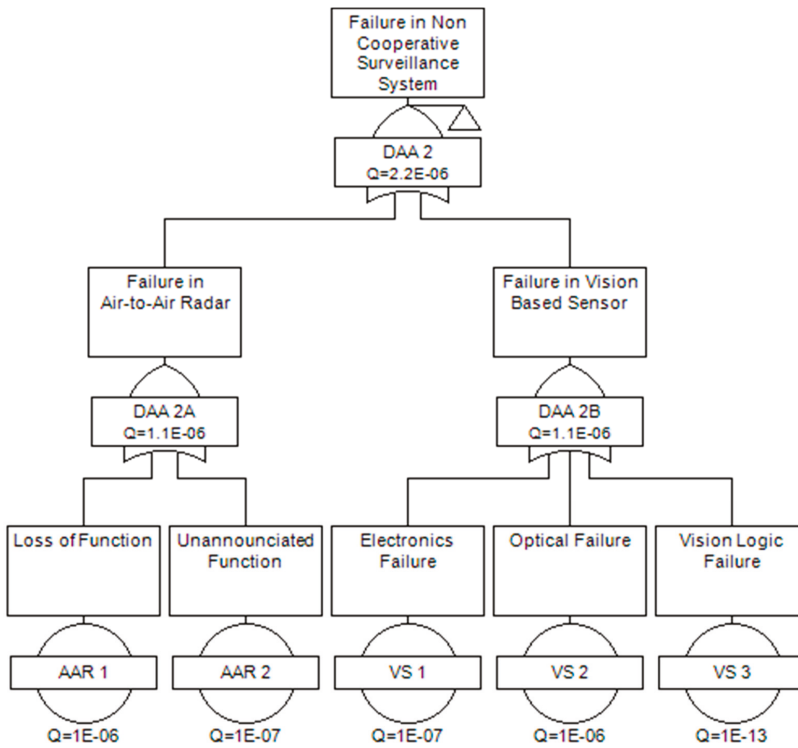 Failure in Non
Cooperative
Surveillance
System
DAA 2
Q=2.2E-06
Failure in
Air-to-Air Radar
Failure in Vision
Based Sensor
DAA 2A
Q=1.1E-06
DAA 2B
Q=1.1E-06
Loss of Function
Unannounciated
Function
Electronics
Failure
Optical Failure
Vision Logic
Failure
AAR 1
AAR 2
VS 1
VS 2
VS 3
Q=1E-06
Q=1E-07
Q=1E-07
Q=1E-06
Q=1E-13